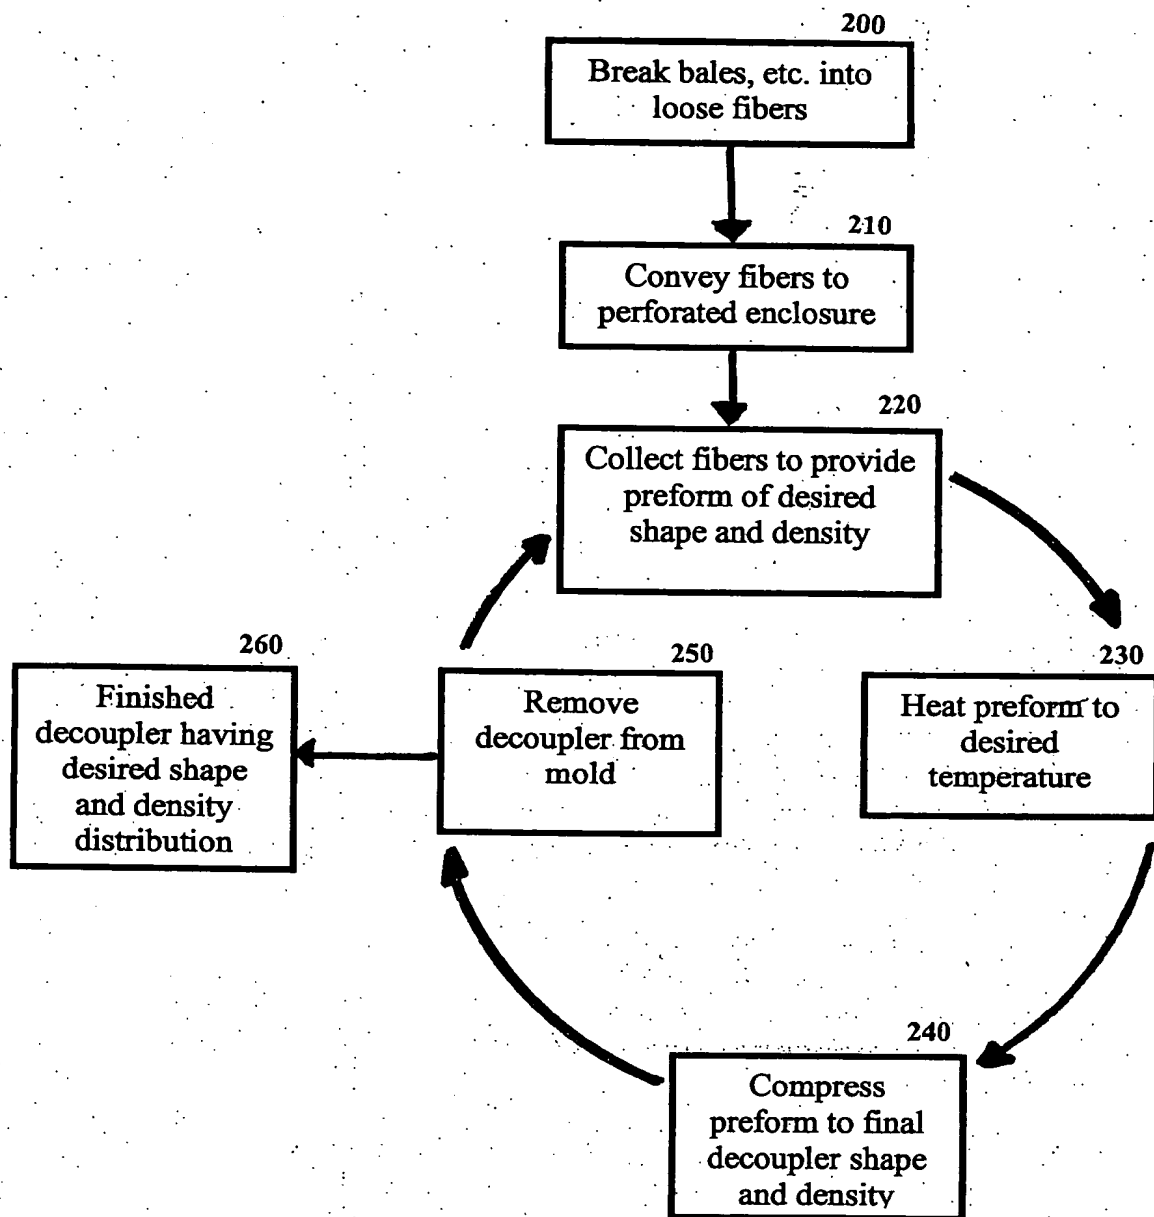 200
Break bales, etc. into
loose fibers
210
Convey fibers to
perforated enclosure
220
Collect fibers to provide
preform of desired
shape and density
230
Heat preform to
desired
temperature
240
Compress
preform to final
decoupler shape
and density
250
Remove
decoupler from
mold
260
Finished
decoupler having
desired shape
and density
distribution